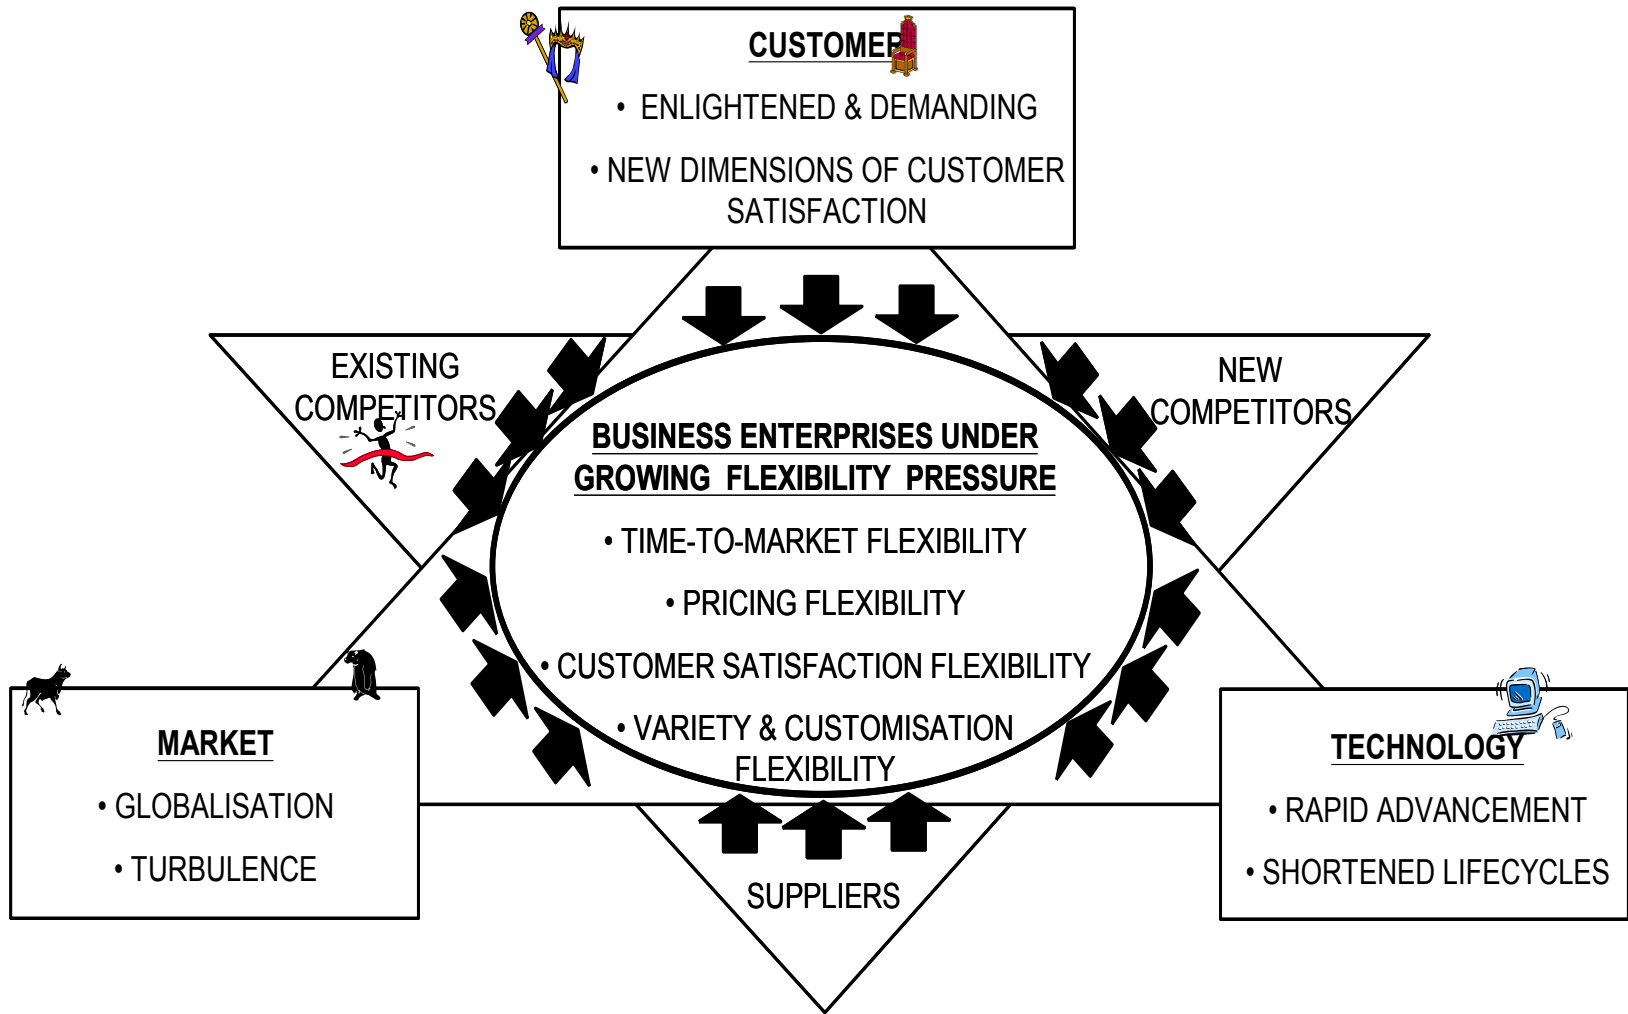 CUSTOMER
• ENLIGHTENED & DEMANDING
• NEW DIMENSIONS OF CUSTOMER
SATISFACTION
EXISTING
COMPETITORS
NEW
COMPETITORS
BUSINESS ENTERPRISES UNDER
GROWING FLEXIBILITY PRESSURE
• TIME-TO-MARKET FLEXIBILITY
• PRICING FLEXIBILITY
• CUSTOMER SATISFACTION FLEXIBILITY
• VARIETY & CUSTOMISATION
FLEXIBILITY
MARKET
• GLOBALISATION
• TURBULENCE
TECHNOLOGY
• RAPID ADVANCEMENT
• SHORTENED LIFECYCLES
SUPPLIERS